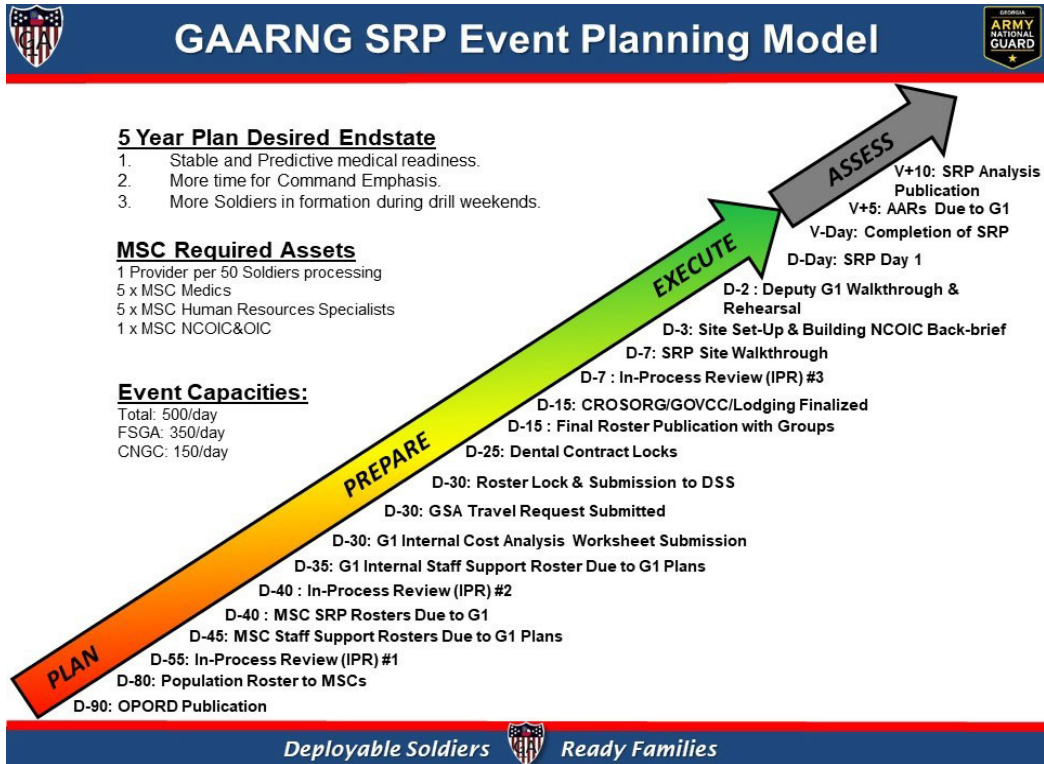 GAARNG SRP Event Planning Model
GEORGIA
ARMY
NATIONAL
GUARD
5 Year Plan Desired Endstate
1. Stable and Predictive medical readiness.
2. More time for Command Emphasis.
3. More Soldiers in formation during drill weekends.
MSC Required Assets
1 Provider per 50 Soldiers processing
5 x MSC Medics
5 x MSC Human Resources Specialists
1 x MSC NCOIC&OIC
Event Capacities:
Total: 500/day
FSGA: 350/day
CNGC: 150/day
ASSESS
EXECUTE
PREPARE
PLAN
V+10: SRP Analysis
Publication
V+5: AARs Due to G1
V-Day: Completion of SRP
D-Day: SRP Day 1
D-2 : Deputy G1 Walkthrough &
Rehearsal
D-3: Site Set-Up & Building NCOIC Back-brief
D-7: SRP Site Walkthrough
D-7 : In-Process Review (IPR) #3
D-15: CROSORG/GOVCC/Lodging Finalized
D-15 : Final Roster Publication with Groups
D-25: Dental Contract Locks
D-30: Roster Lock & Submission to DSS
D-30: GSA Travel Request Submitted
D-30: G1 Internal Cost Analysis Worksheet Submission
D-35: G1 Internal Staff Support Roster Due to G1 Plans
D-40 : In-Process Review (IPR) #2
D-40 : MSC SRP Rosters Due to G1
D-45: MSC Staff Support Rosters Due to G1 Plans
D-55: In-Process Review (IPR) #1
D-80: Population Roster to MSCs
D-90: OPORD Publication
Deployable Soldiers Ready Families